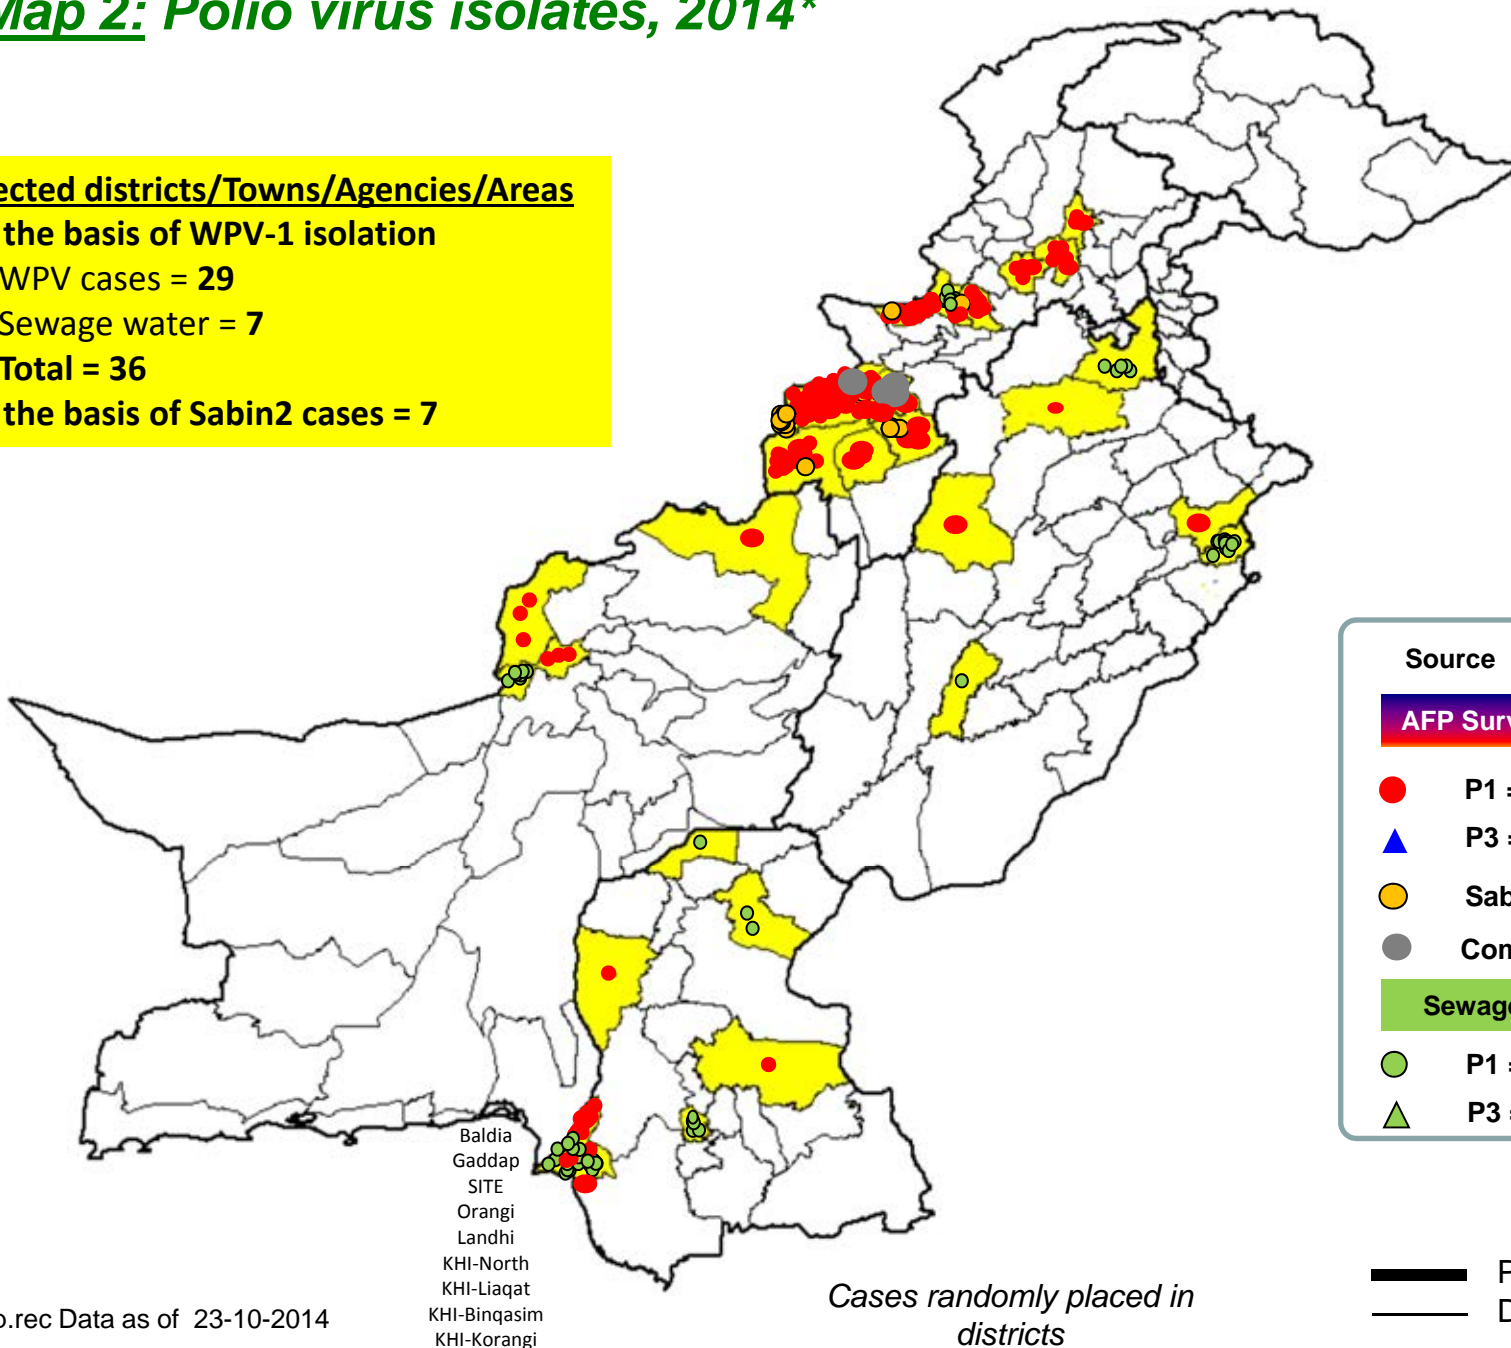 Map 2: Polio virus isolates, 2014*
ected districts/Towns/Agencies/Areas
the basis of WPV-1 isolation
WPV cases = 29
Sewage water = 7
Total = 36
the basis of Sabin2 cases = 7
Source
AFP Surv
P1 =
P3 =
Sab
Com
Sewage
P1 =
P3 =
Baldia
Gaddap
SITE
Orangi
Landhi
KHI-North
KHI-Liaqat
KHI-Binqasim
KHI-Korangi
Cases randomly placed in
districts
o.rec Data as of 23-10-2014
P
D